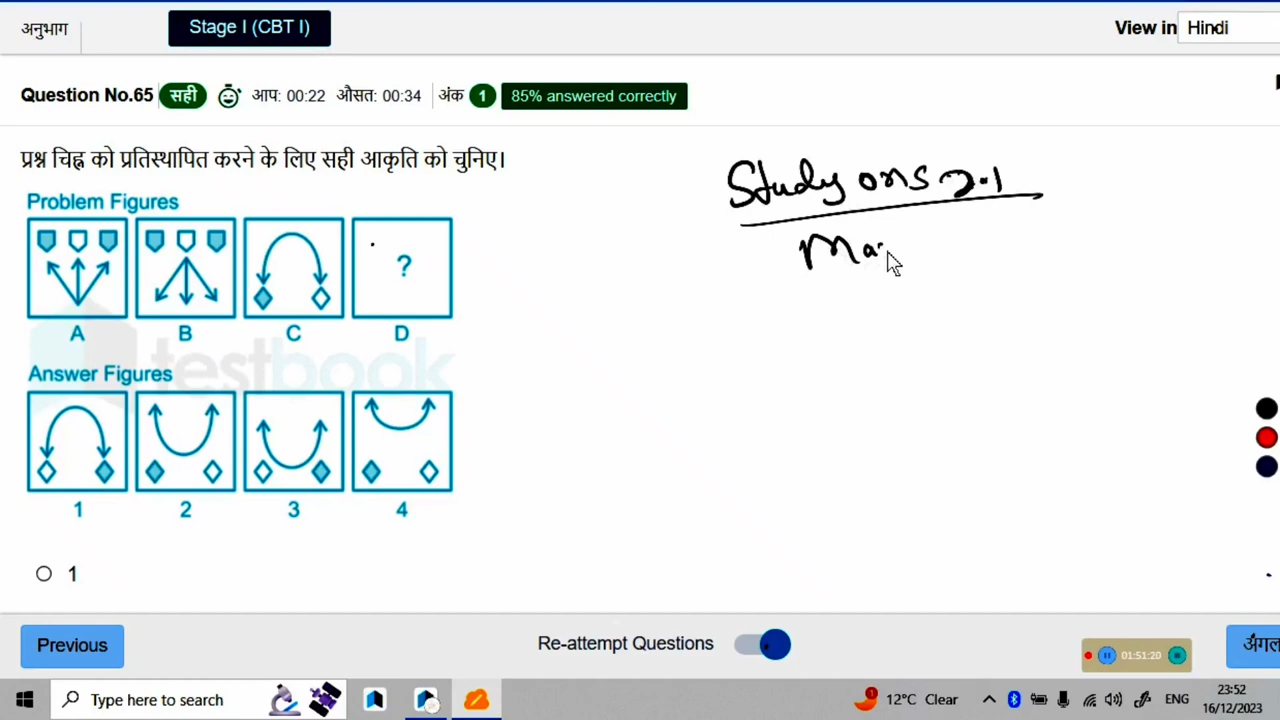 अनुभाग
Stage I (CBT I)
View in Hindi
Question No.65 सही आप: 00:22 औसत: 00:34 अंक 1 85% answered correctly
प्रश्न चिह्न को प्रतिस्थापित करने के लिए सही आकृति को चुनिए।
Study ons 2.1
Problem Figures
Ma
?
A B C D
testbook
Answer Figures
1 2 3 4
1
Previous
Re-attempt Questions
01:51:20
Type here to search
1
12°C Clear
ENG
23:52
16/12/2023